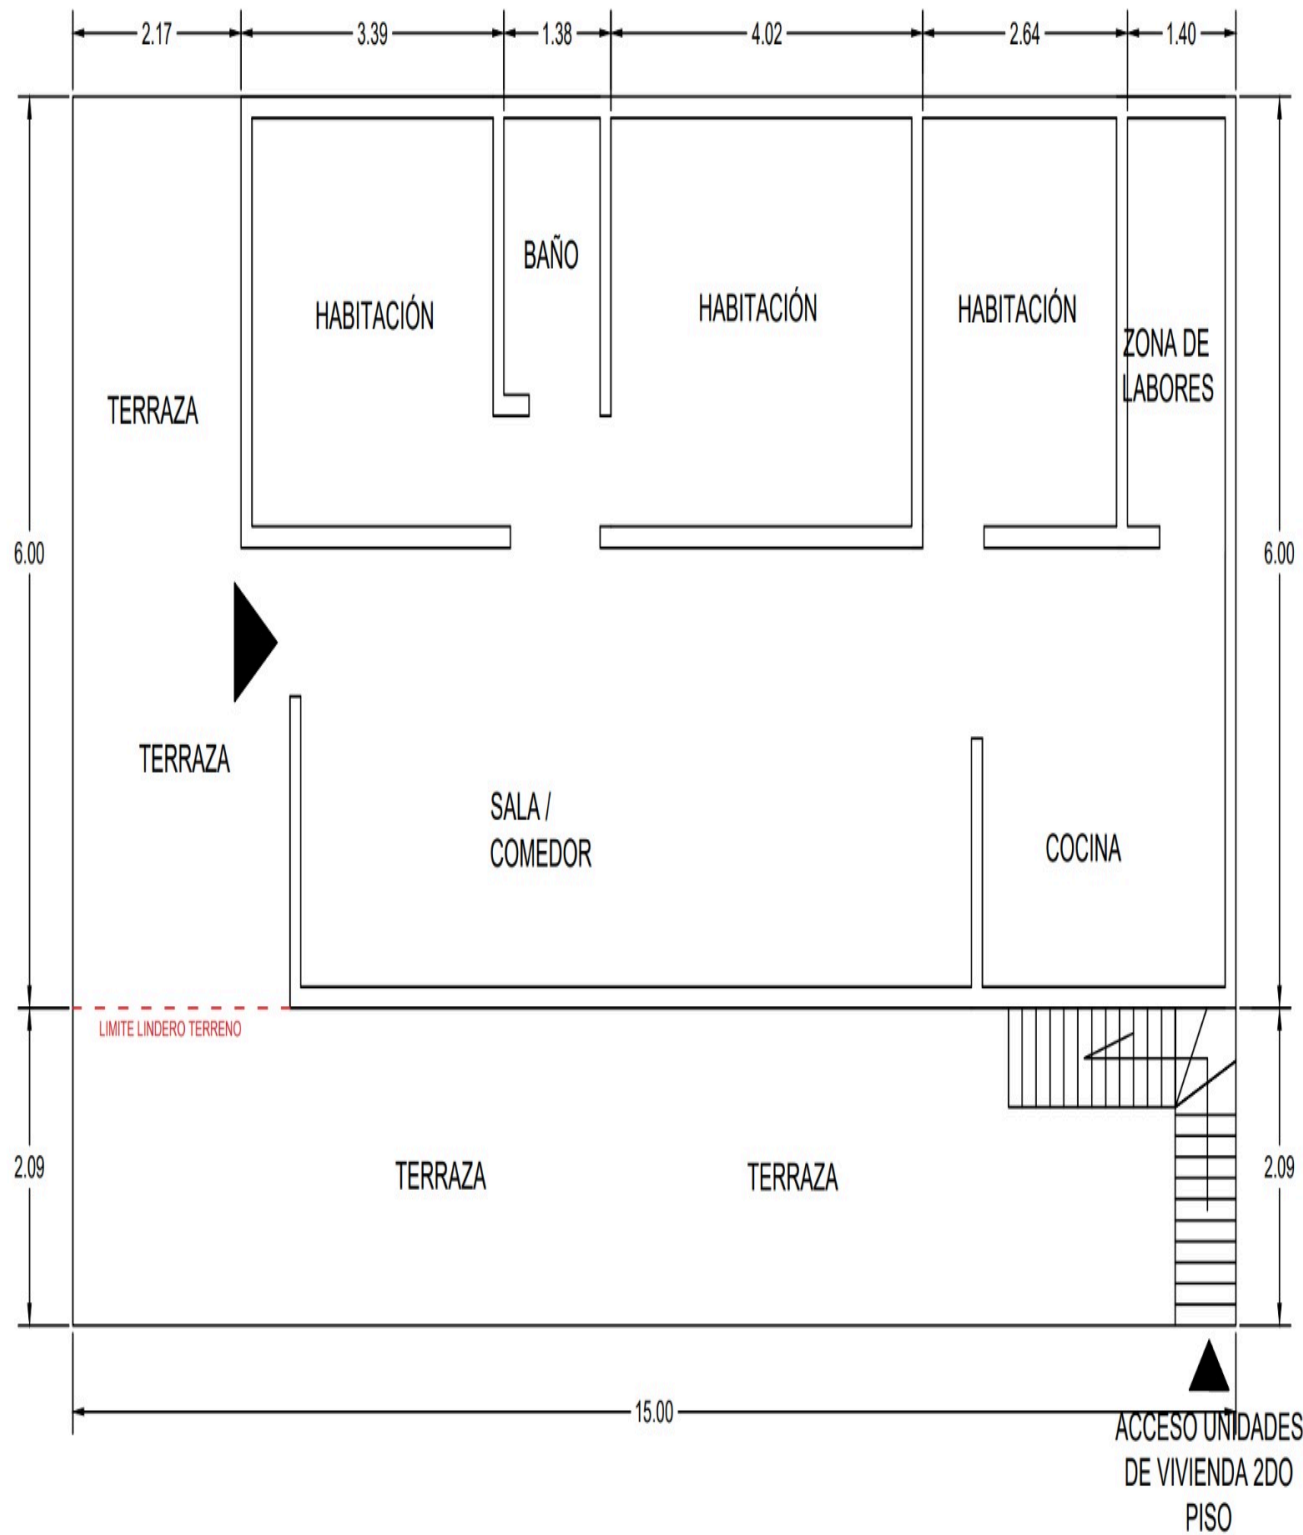 2.17
3.39
1.38
4.02
2.64
1.40
BAÑO
HABITACIÓN
HABITACIÓN
HABITACIÓN
ZONA DE
LABORES
TERRAZA
6.00
6.00
TERRAZA
SALA /
COMEDOR
COCINA
LIMITE LINDERO TERRENO
2.09
TERRAZA
TERRAZA
2.09
15.00
ACCESO UNIDADES
DE VIVIENDA 2DO
PISO